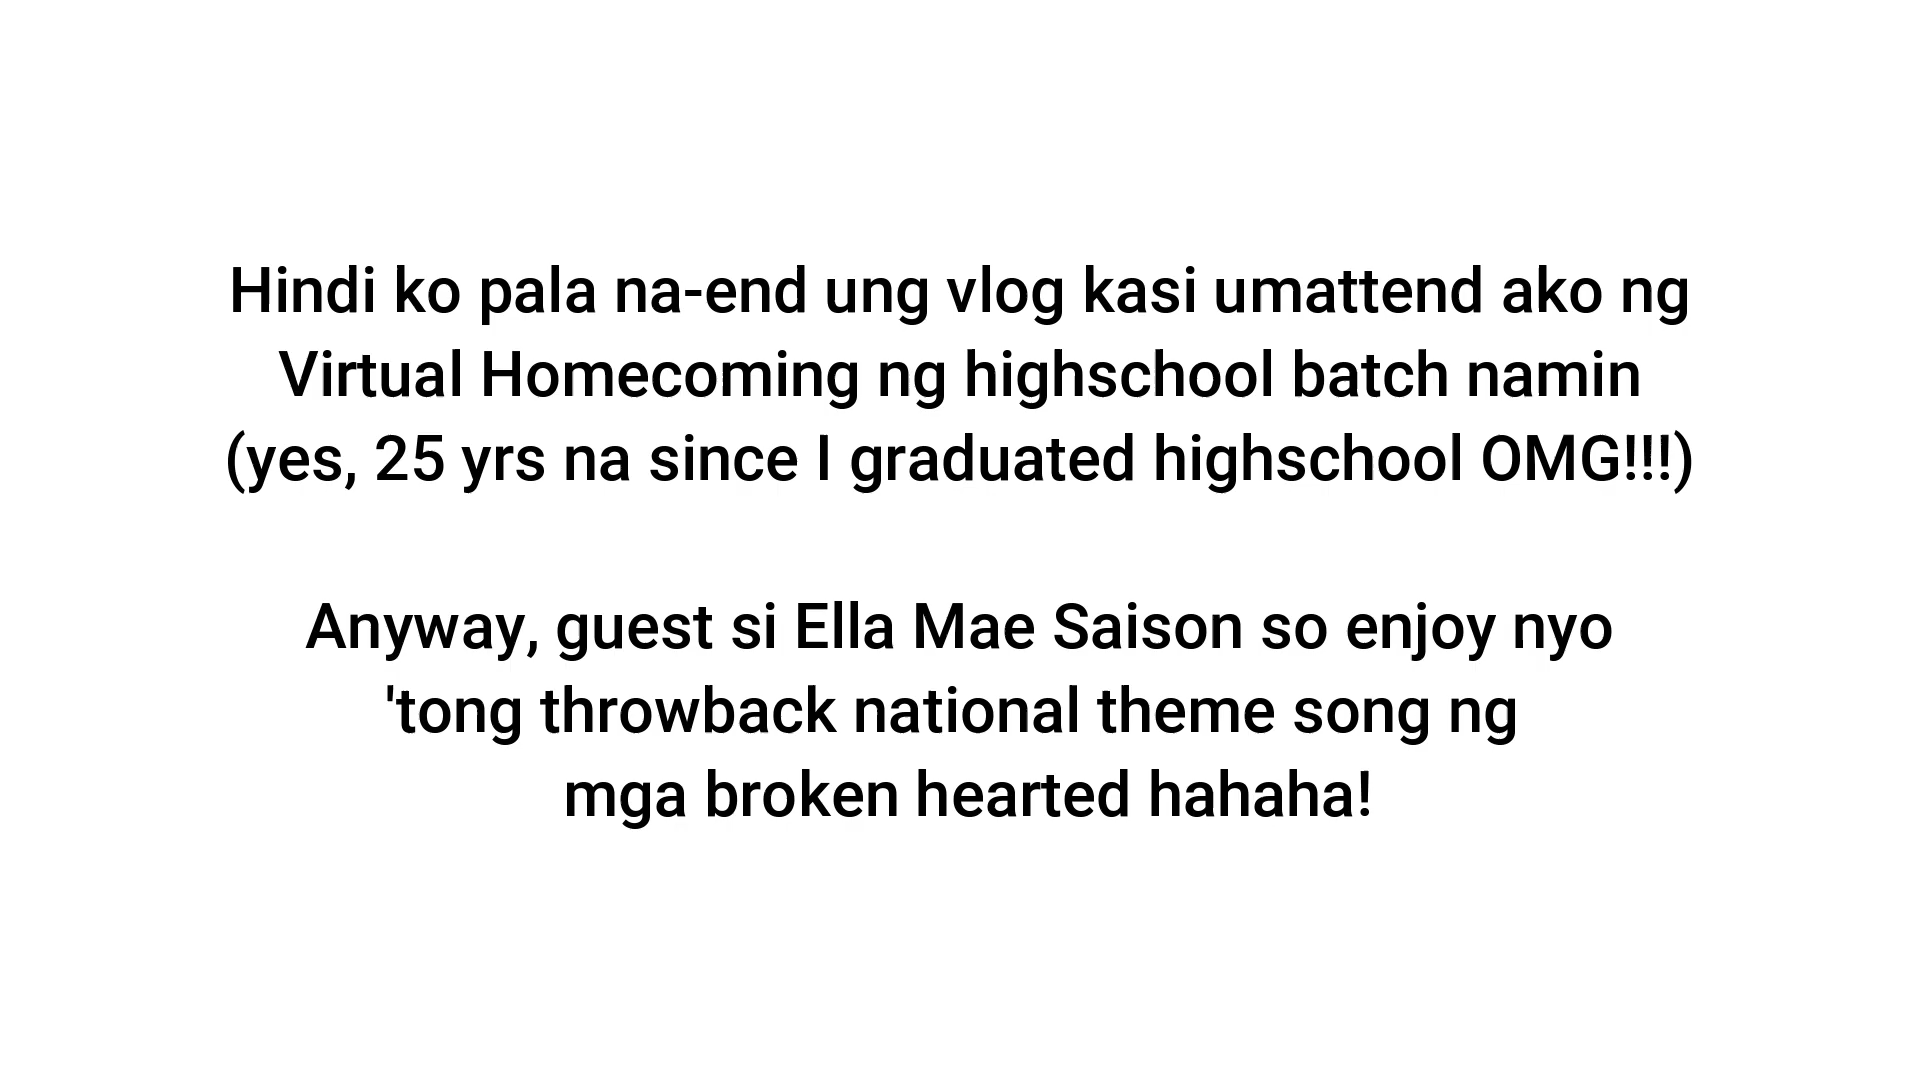 Hindi ko pala na-end ung vlog kasi umattend ako ng
Virtual Homecoming ng highschool batch namin
(yes, 25 yrs na since I graduated highschool OMG!!!)
Anyway, guest si Ella Mae Saison so enjoy nyo
'tong throwback national theme song ng
mga broken hearted hahaha!